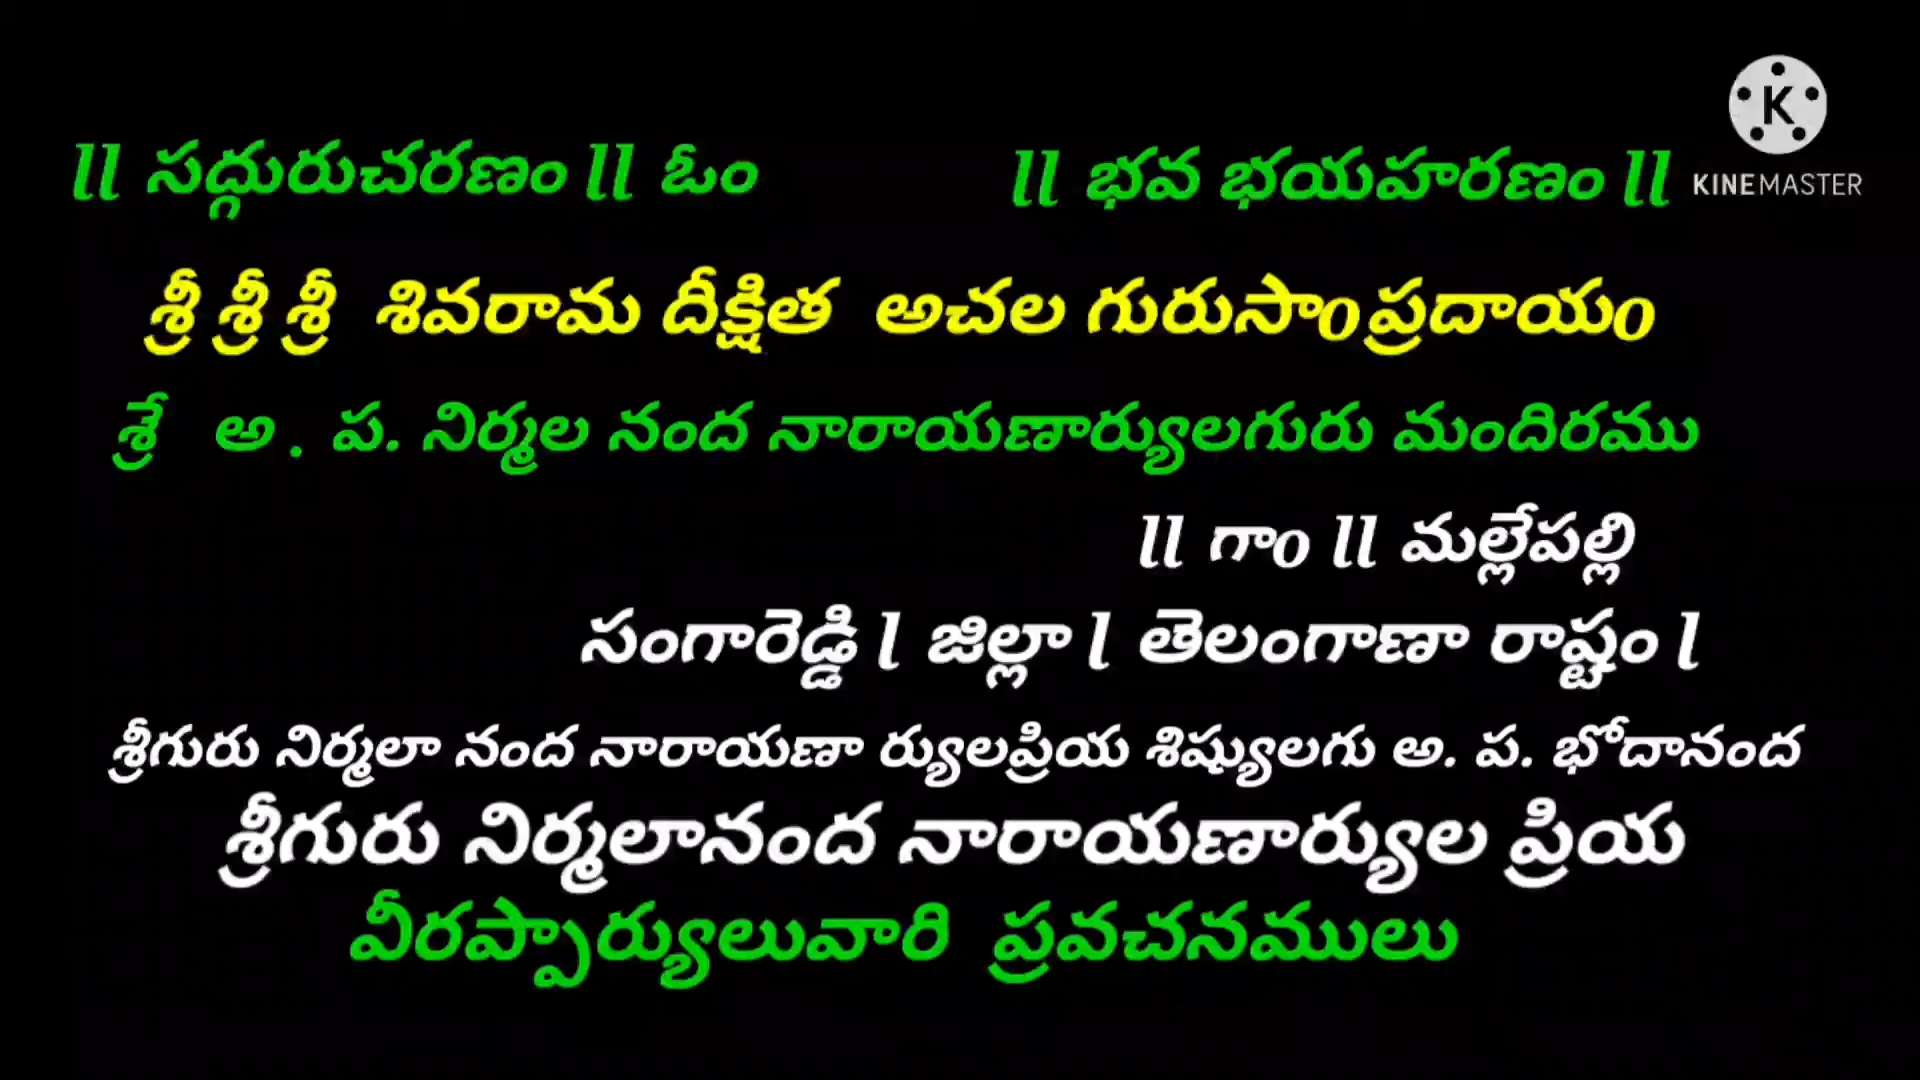 ll సద్గురుచరణం ll ఓం ll భవ భయహరణం ll
KINEMASTER
శ్రీ శ్రీ శ్రీ శివరామ దీక్షిత అచల గురుసాంప్రదాయం
శ్రే అ . ప. నిర్మల నంద నారాయణార్యులగురు మందిరము
ll గాం ll మల్లేపల్లి
సంగారెడ్డి l జిల్లా l తెలంగాణా రాష్టం l
శ్రీగురు నిర్మలా నంద నారాయణా ర్యులప్రియ శిష్యులగు అ. ప. భోదానంద
శ్రీగురు నిర్మలానంద నారాయణార్యుల ప్రియ
వీరప్పార్యులువారి ప్రవచనములు